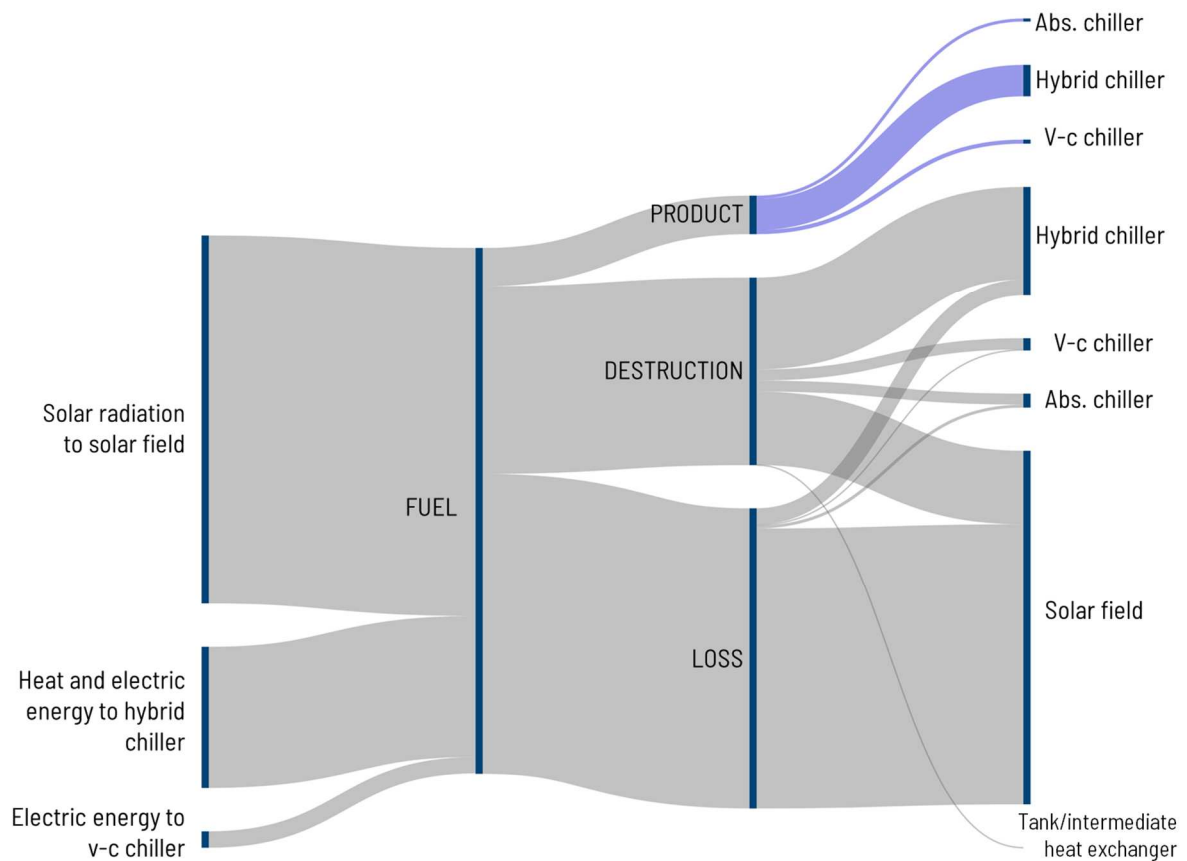 Solar radiation
to solar field
Heat and electric
energy to hybrid
chiller
Electric energy to
v-c chiller
FUEL
PRODUCT
DESTRUCTION
LOSS
Abs. chiller
Hybrid chiller
V-c chiller
Hybrid chiller
V-c chiller
Abs. chiller
Solar field
Tank/intermediate
heat exchanger